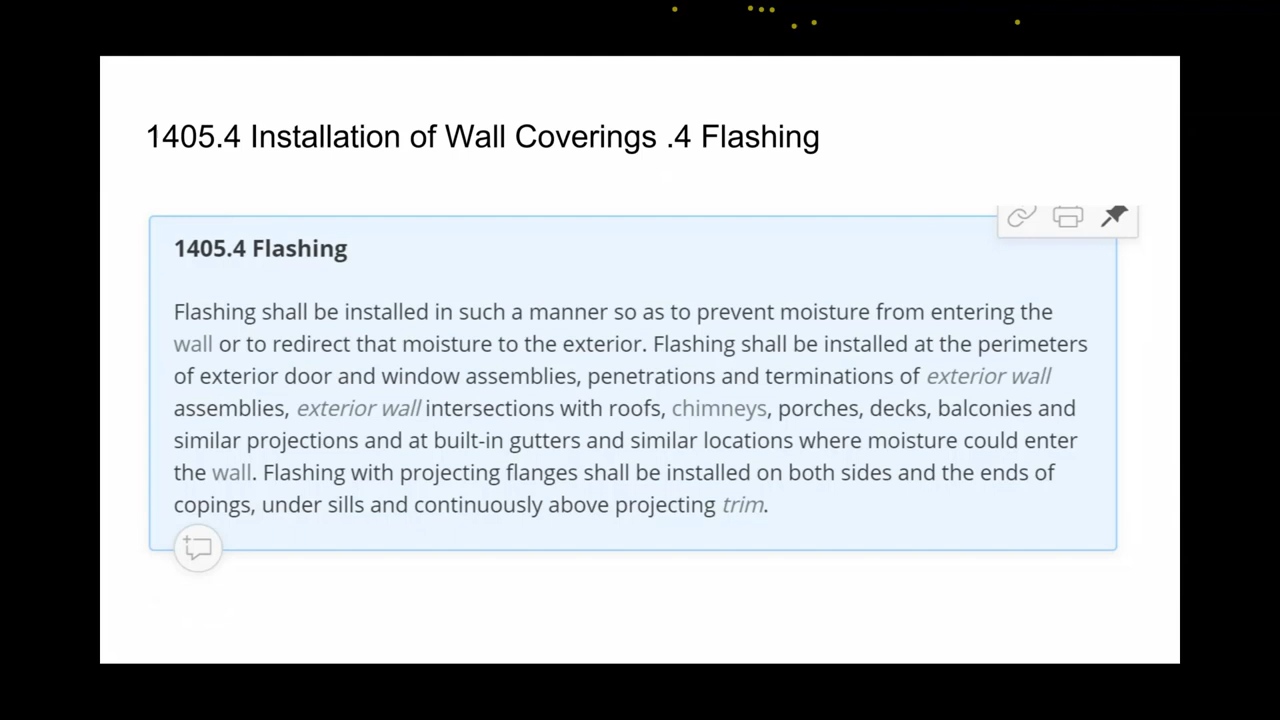 1405.4 Installation of Wall Coverings .4 Flashing
1405.4 Flashing
Flashing shall be installed in such a manner so as to prevent moisture from entering the
wall or to redirect that moisture to the exterior. Flashing shall be installed at the perimeters
of exterior door and window assemblies, penetrations and terminations of exterior wall
assemblies, exterior wall intersections with roofs, chimneys, porches, decks, balconies and
similar projections and at built-in gutters and similar locations where moisture could enter
the wall. Flashing with projecting flanges shall be installed on both sides and the ends of
copings, under sills and continuously above projecting trim.